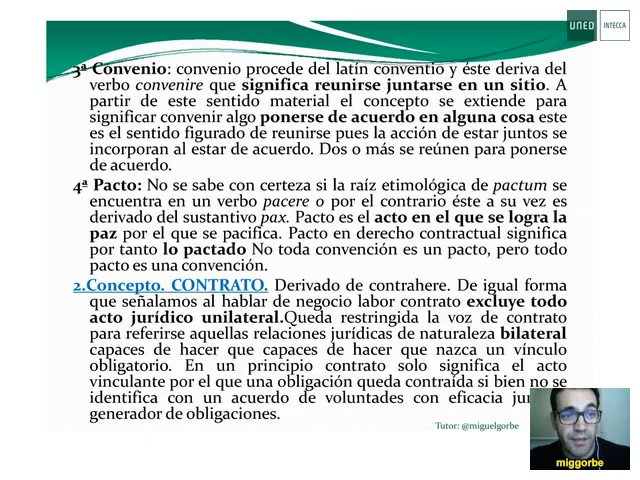 UNED INTECCA
3ª Convenio: convenio procede del latín conventio y éste deriva del
verbo convenire que significa reunirse juntarse en un sitio. A
partir de este sentido material el concepto se extiende para
significar convenir algo ponerse de acuerdo en alguna cosa este
es el sentido figurado de reunirse pues la acción de estar juntos se
incorporan al estar de acuerdo. Dos o más se reúnen para ponerse
de acuerdo.
4ª Pacto: No se sabe con certeza si la raíz etimológica de pactum se
encuentra en un verbo pacere o por el contrario éste a su vez es
derivado del sustantivo pax. Pacto es el acto en el que se logra la
paz por el que se pacifica. Pacto en derecho contractual significa
por tanto lo pactado No toda convención es un pacto, pero todo
pacto es una convención.
2.Concepto. CONTRATO. Derivado de contrahere. De igual forma
que señalamos al hablar de negocio labor contrato excluye todo
acto jurídico unilateral.Queda restringida la voz de contrato
para referirse aquellas relaciones jurídicas de naturaleza bilateral
capaces de hacer que capaces de hacer que nazca un vínculo
obligatorio. En un principio contrato solo significa el acto
vinculante por el que una obligación queda contraída si bien no se
identifica con un acuerdo de voluntades con eficacia
generador de obligaciones.
Tutor: @miguelgorbe
miggorbe